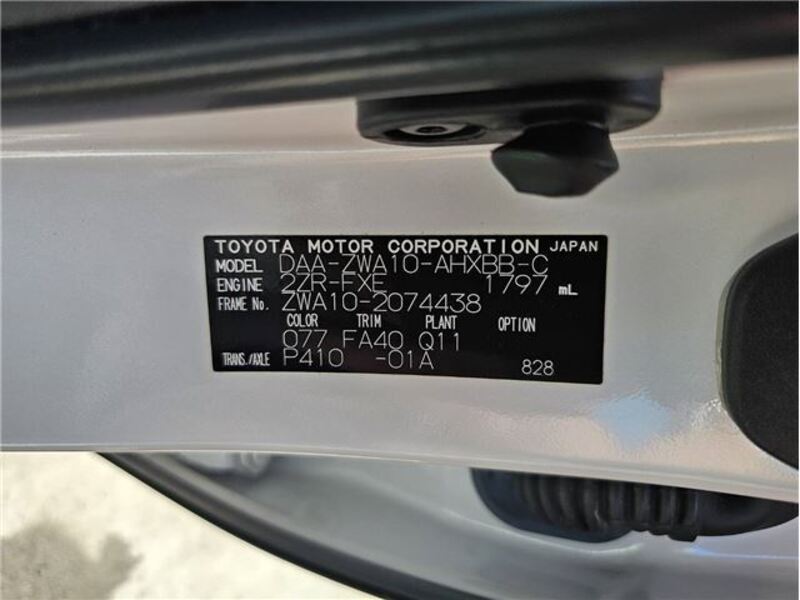 TOYOTA MOTOR CORPORATION JAPAN
MODEL DAA-ZWA10-AHXBB-C
ENGINE 2ZR-FXE 1797 mL
FRAME No. ZWA10-2074438
COLOR TRIM PLANT OPTION
077 FA40 Q11
TRANS./AXLE P410 -01A 828